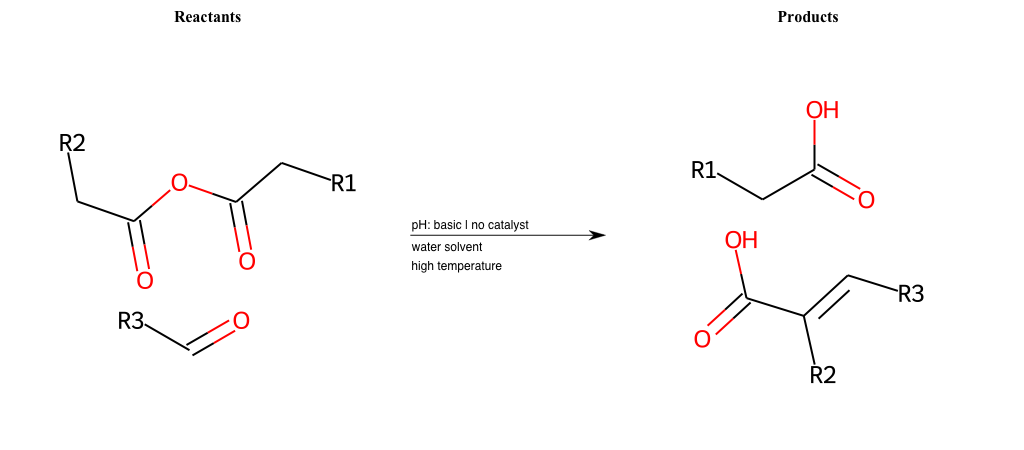 Reactants
Products
R2
O
R1
O
O
R3
O
pH: basic | no catalyst
water solvent
high temperature
OH
R1
O
OH
R3
O
R2